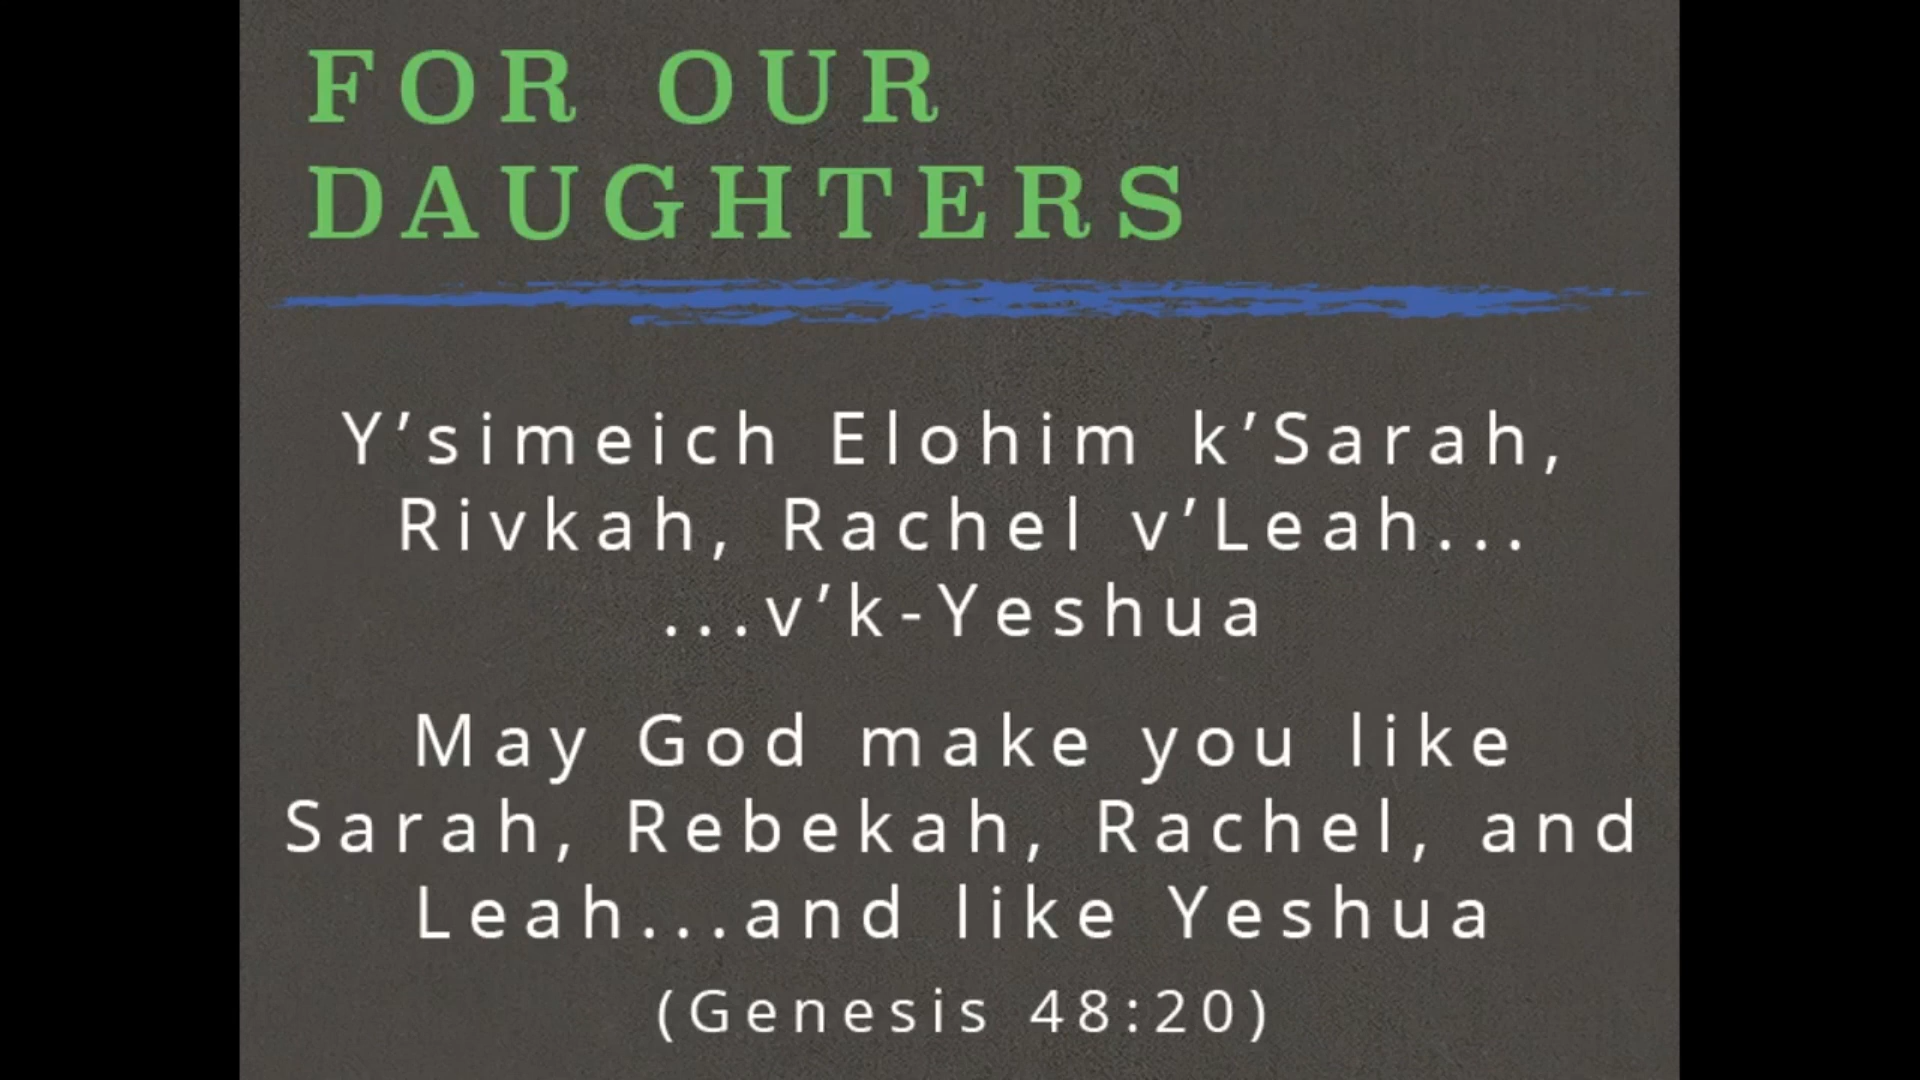 FOR OUR
DAUGHTERS
Y’simeich Elohim k’Sarah,
Rivkah, Rachel v’Leah...
...v’k-Yeshua
May God make you like
Sarah, Rebekah, Rachel, and
Leah...and like Yeshua
(Genesis 48:20)